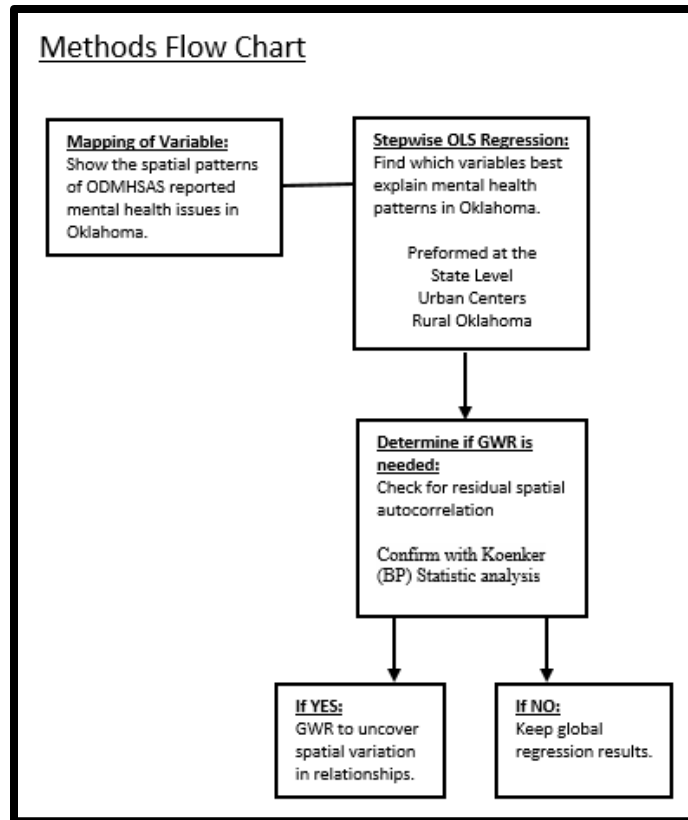 Methods Flow Chart
Mapping of Variable:
Show the spatial patterns
of ODMHSAS reported
mental health issues in
Oklahoma.
Stepwise OLS Regression:
Find which variables best
explain mental health
patterns in Oklahoma.
Preformed at the
State Level
Urban Centers
Rural Oklahoma
Determine if GWR is
needed:
Check for residual spatial
autocorrelation
Confirm with Koenker
(BP) Statistic analysis
If YES:
GWR to uncover
spatial variation
in relationships.
If NO:
Keep global
regression results.